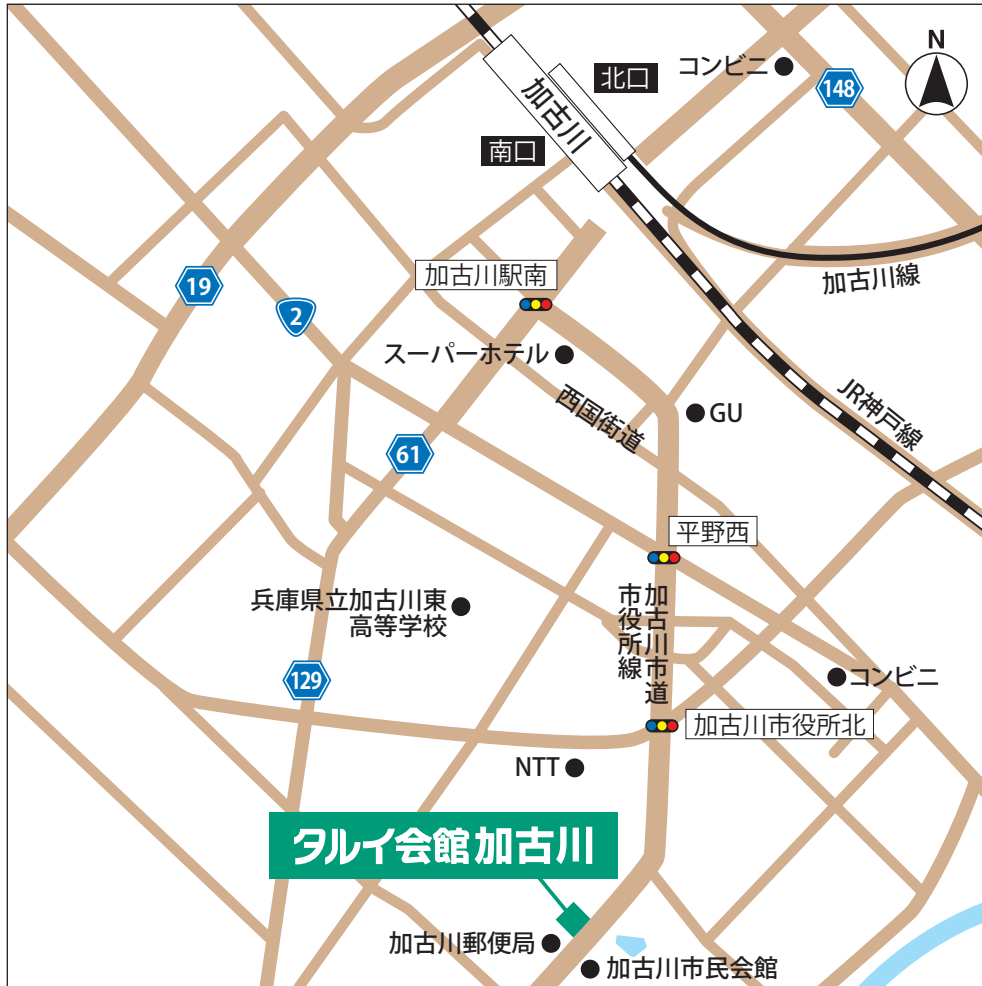 N
コンビニ
北口
148
加古川
南口
加古川駅南
加古川線
19
2
スーパーホテル
西国街道
GU
JR神戸線
61
平野西
兵庫県立加古川東
高等学校
加古川市道
市役所線
129
コンビニ
加古川市役所北
NTT
タルイ会館加古川
加古川郵便局
加古川市民会館